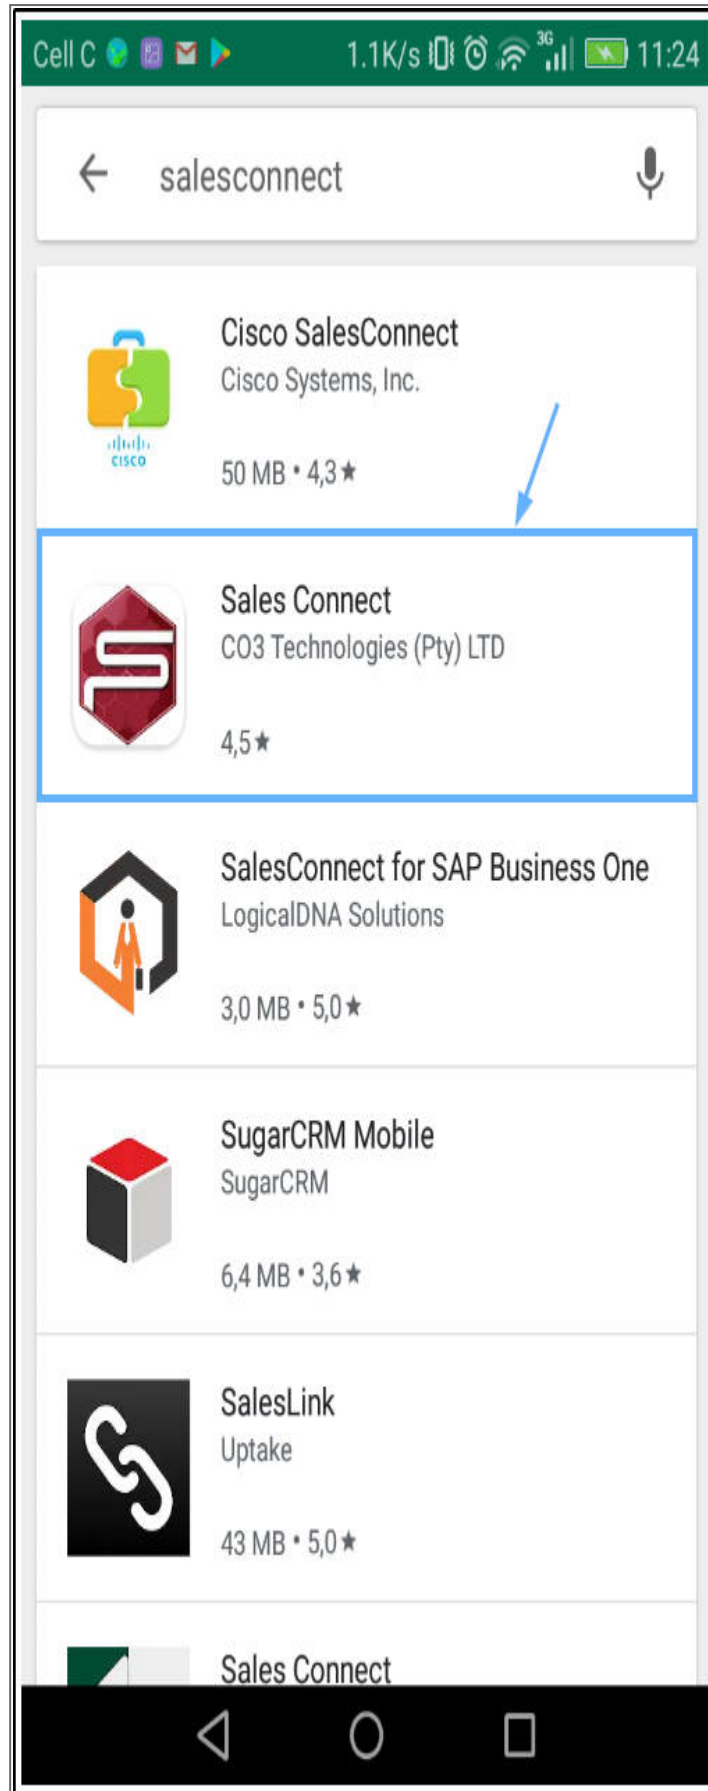 Cell C 1.1K/s 3G 11:24
salesconnect
Cisco SalesConnect
Cisco Systems, Inc.
CISCO
50 MB • 4,3★
Sales Connect
CO3 Technologies (Pty) LTD
4,5★
SalesConnect for SAP Business One
LogicalDNA Solutions
3,0 MB • 5,0★
SugarCRM Mobile
SugarCRM
6,4 MB • 3,6★
SalesLink
Uptake
43 MB • 5,0★
Sales Connect